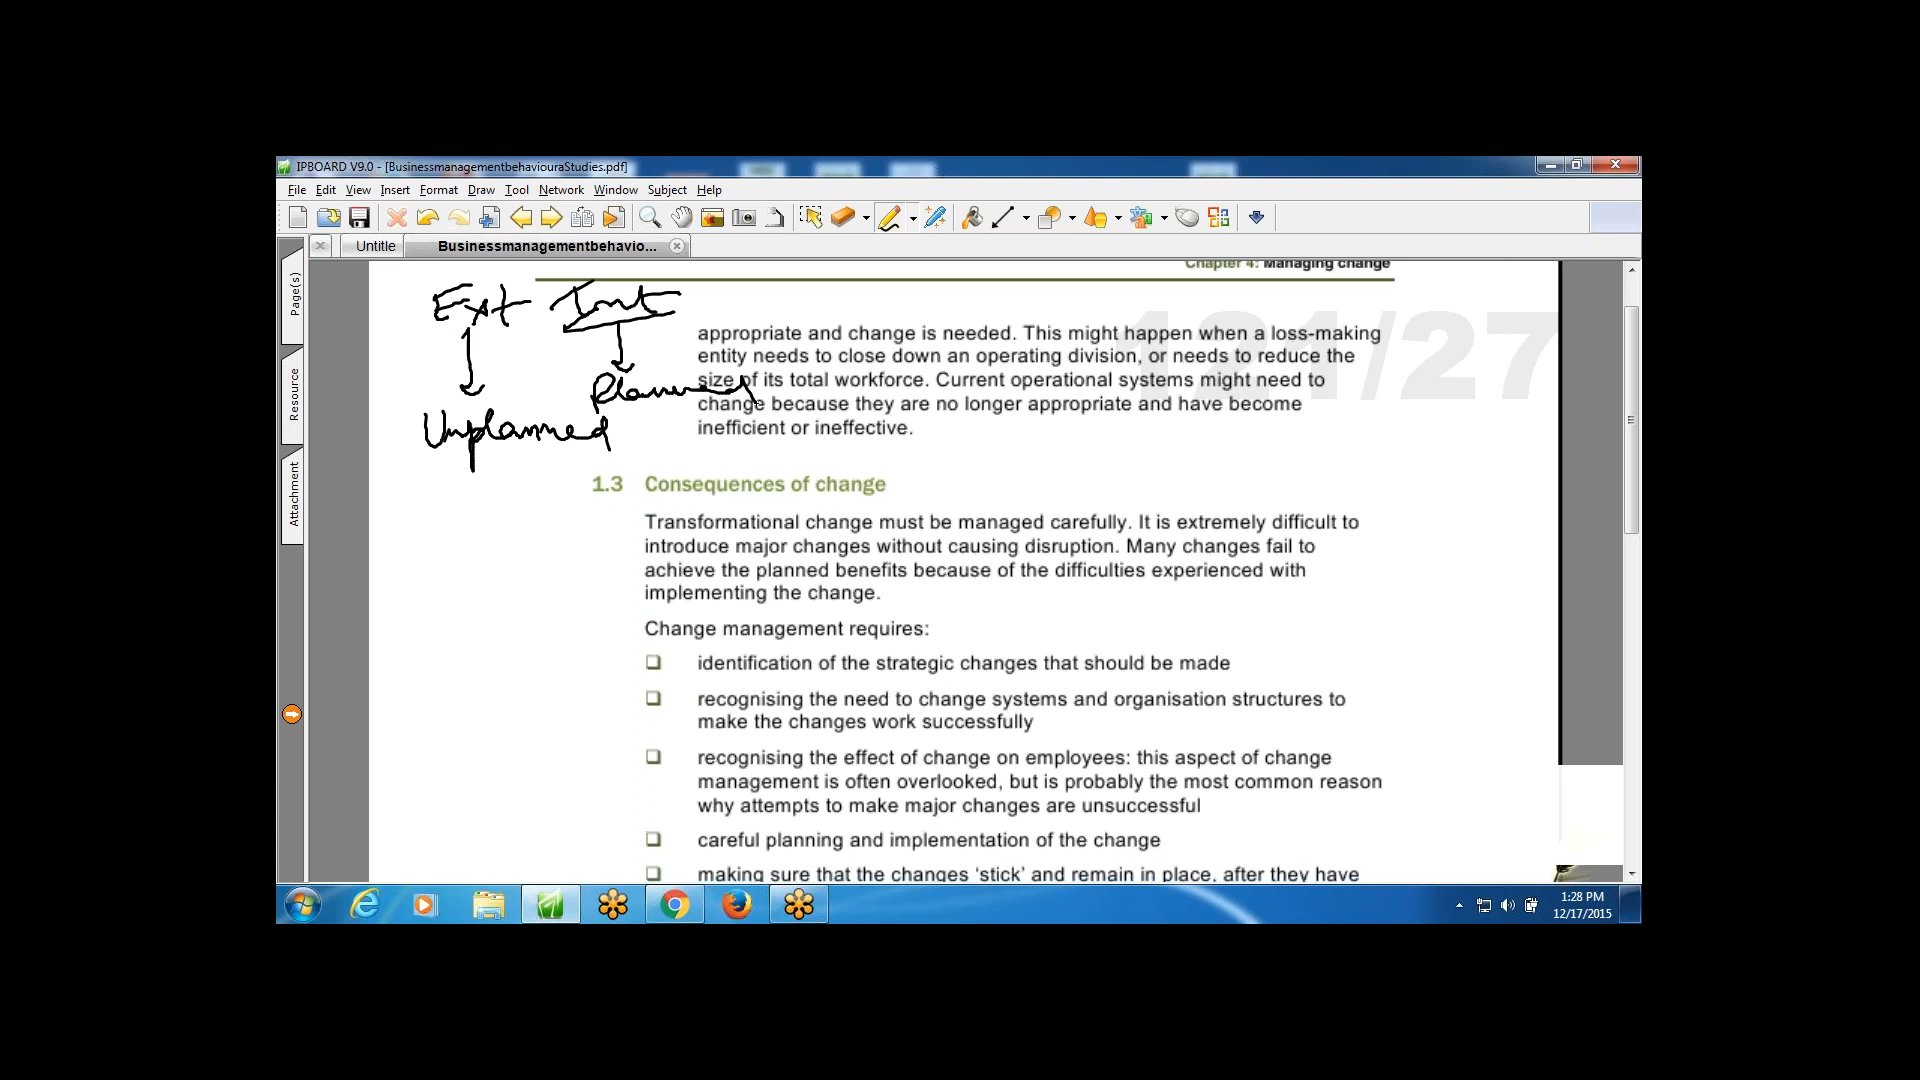 IPBOARD V9.0 - [BusinessmanagementbehaviouraStudies.pdf]
File Edit View Insert Format Draw Tool Network Window Subject Help
Untitle Businessmanagementbehavio...
Page(s)
Resource
Attachment
Chapter 4: Managing change
121/27
Ext Int
Planned
Unplanned
appropriate and change is needed. This might happen when a loss-making
entity needs to close down an operating division, or needs to reduce the
size of its total workforce. Current operational systems might need to
change because they are no longer appropriate and have become
inefficient or ineffective.
1.3 Consequences of change
Transformational change must be managed carefully. It is extremely difficult to
introduce major changes without causing disruption. Many changes fail to
achieve the planned benefits because of the difficulties experienced with
implementing the change.
Change management requires:
❑ identification of the strategic changes that should be made
❑ recognising the need to change systems and organisation structures to
make the changes work successfully
❑ recognising the effect of change on employees: this aspect of change
management is often overlooked, but is probably the most common reason
why attempts to make major changes are unsuccessful
❑ careful planning and implementation of the change
❑ making sure that the changes ‘stick’ and remain in place, after they have
1:28 PM
12/17/2015